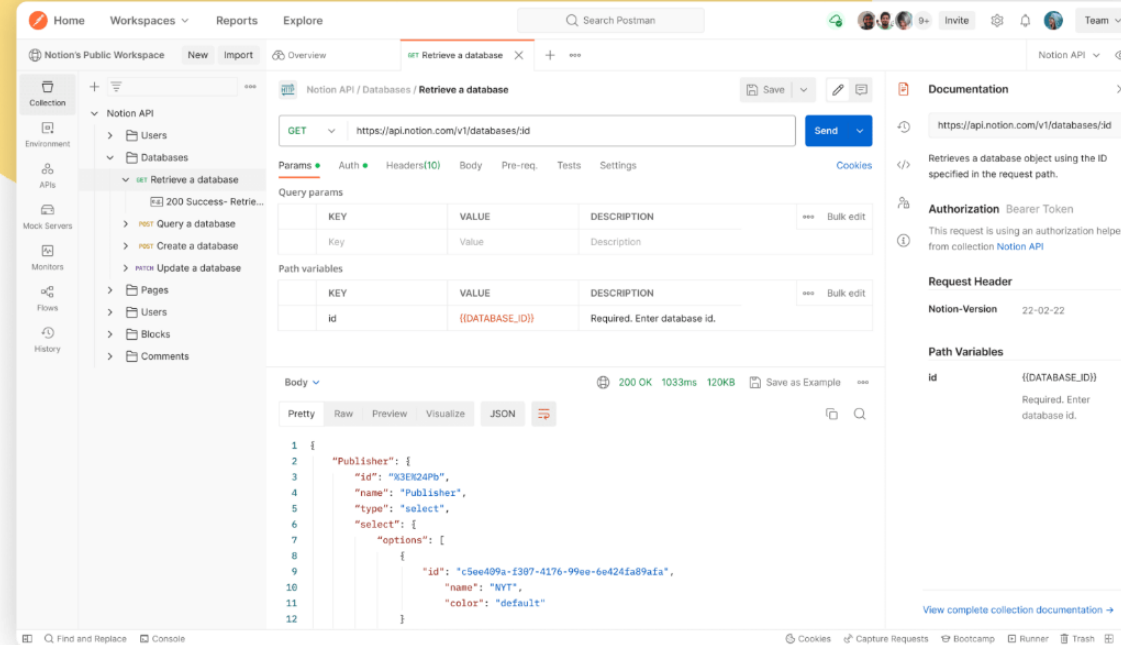 Home Workspaces Reports Explore Search Postman 9+ Invite Team
Notion's Public Workspace New Import Overview GET Retrieve a database Notion API
Collection
Environment
APIs
Mock Servers
Monitors
Flows
History
Notion API
Users
Databases
GET Retrieve a database
200 Success- Retrie...
POST Query a database
POST Create a database
PATCH Update a database
Pages
Users
Blocks
Comments
HTTP Notion API / Databases / Retrieve a database Save
GET https://api.notion.com/v1/databases/:id Send
Params Auth Headers(10) Body Pre-req. Tests Settings Cookies
Query params
KEY VALUE DESCRIPTION Bulk edit
Key Value Description
Path variables
KEY VALUE DESCRIPTION Bulk edit
id {{DATABASE_ID}} Required. Enter database id.
Body 200 OK 1033ms 120KB Save as Example
Pretty Raw Preview Visualize JSON
1 {
2 "Publisher": {
3 "id": "%3E%24Pb",
4 "name": "Publisher",
5 "type": "select",
6 "select": {
7 "options": [
8 {
9 "id": "c5ee409a-f307-4176-99ee-6e424fa89afa",
10 "name": "NYT",
11 "color": "default"
12 }
Documentation
https://api.notion.com/v1/databases/:id
Retrieves a database object using the ID
specified in the request path.
Authorization Bearer Token
This request is using an authorization helpe
from collection Notion API
Request Header
Notion-Version 22-02-22
Path Variables
id {{DATABASE_ID}}
Required. Enter
database id.
View complete collection documentation →
Find and Replace Console Cookies Capture Requests Bootcamp Runner Trash